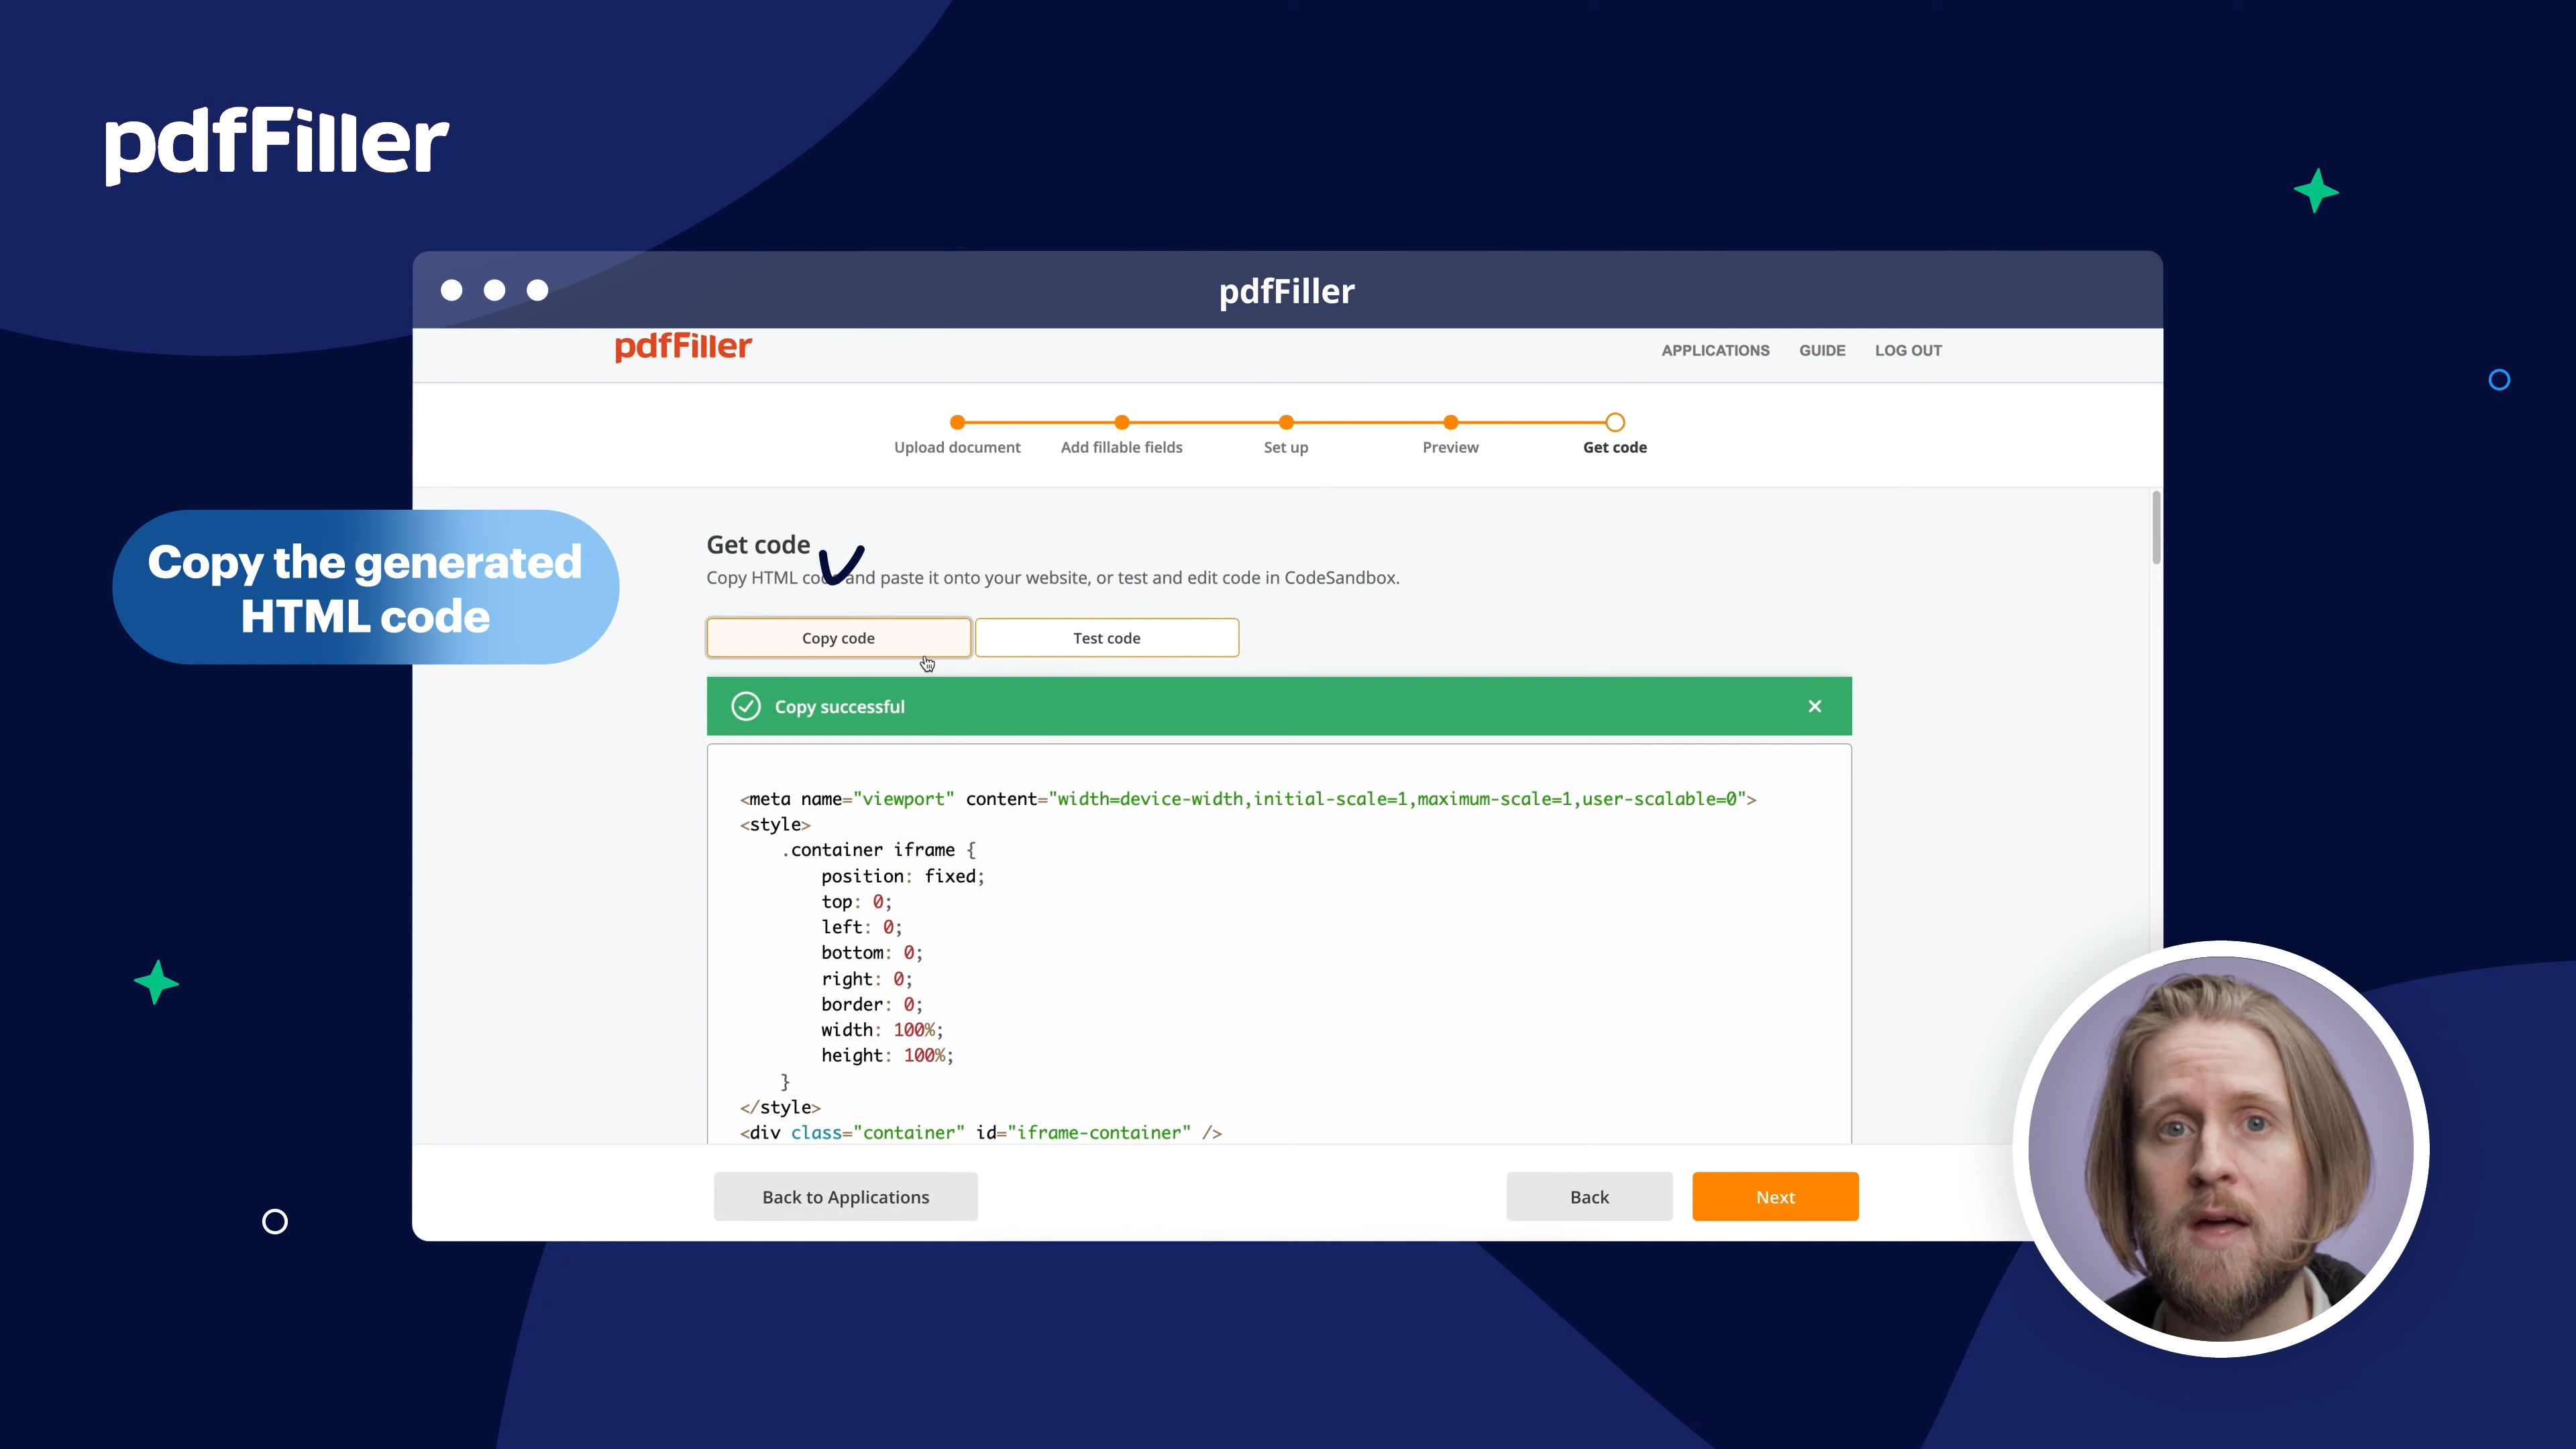 pdfFiller
pdfFiller
pdfFiller
APPLICATIONS GUIDE LOG OUT
Upload document Add fillable fields Set up Preview Get code
Copy the generated
HTML code
Get code
Copy HTML code and paste it onto your website, or test and edit code in CodeSandbox.
Copy code Test code
Copy successful
<meta name="viewport" content="width=device-width,initial-scale=1,maximum-scale=1,user-scalable=0">
<style>
.container iframe {
position: fixed;
top: 0;
left: 0;
bottom: 0;
right: 0;
border: 0;
width: 100%;
height: 100%;
}
</style>
<div class="container" id="iframe-container" />
Back to Applications Back Next